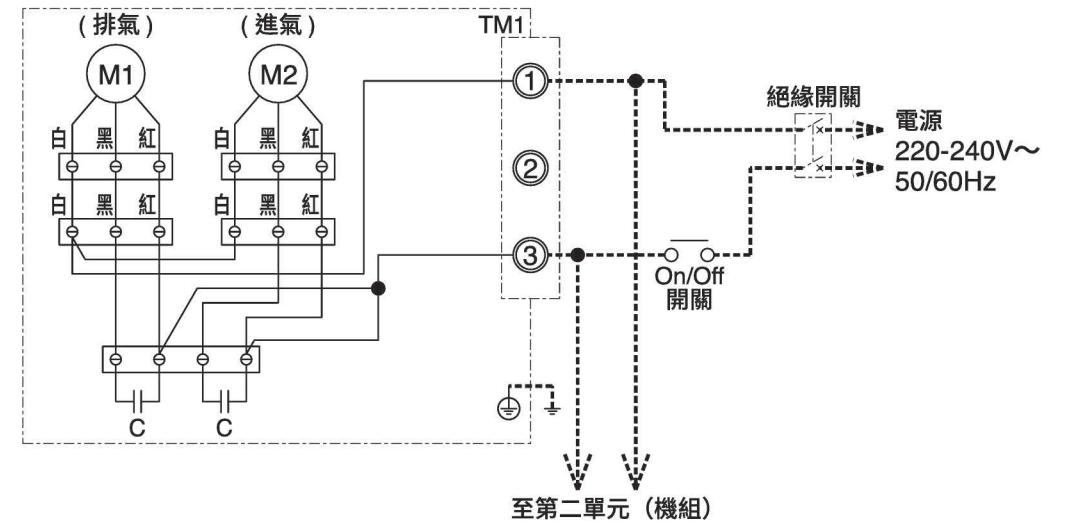 (排氣)
(進氣)
TM1
M1
M2
1
絕緣開關
電源
220-240V～
50/60Hz
白 黑 紅
白 黑 紅
2
白 黑 紅
白 黑 紅
3
On/Off
開關
C
C
至第二單元（機組）